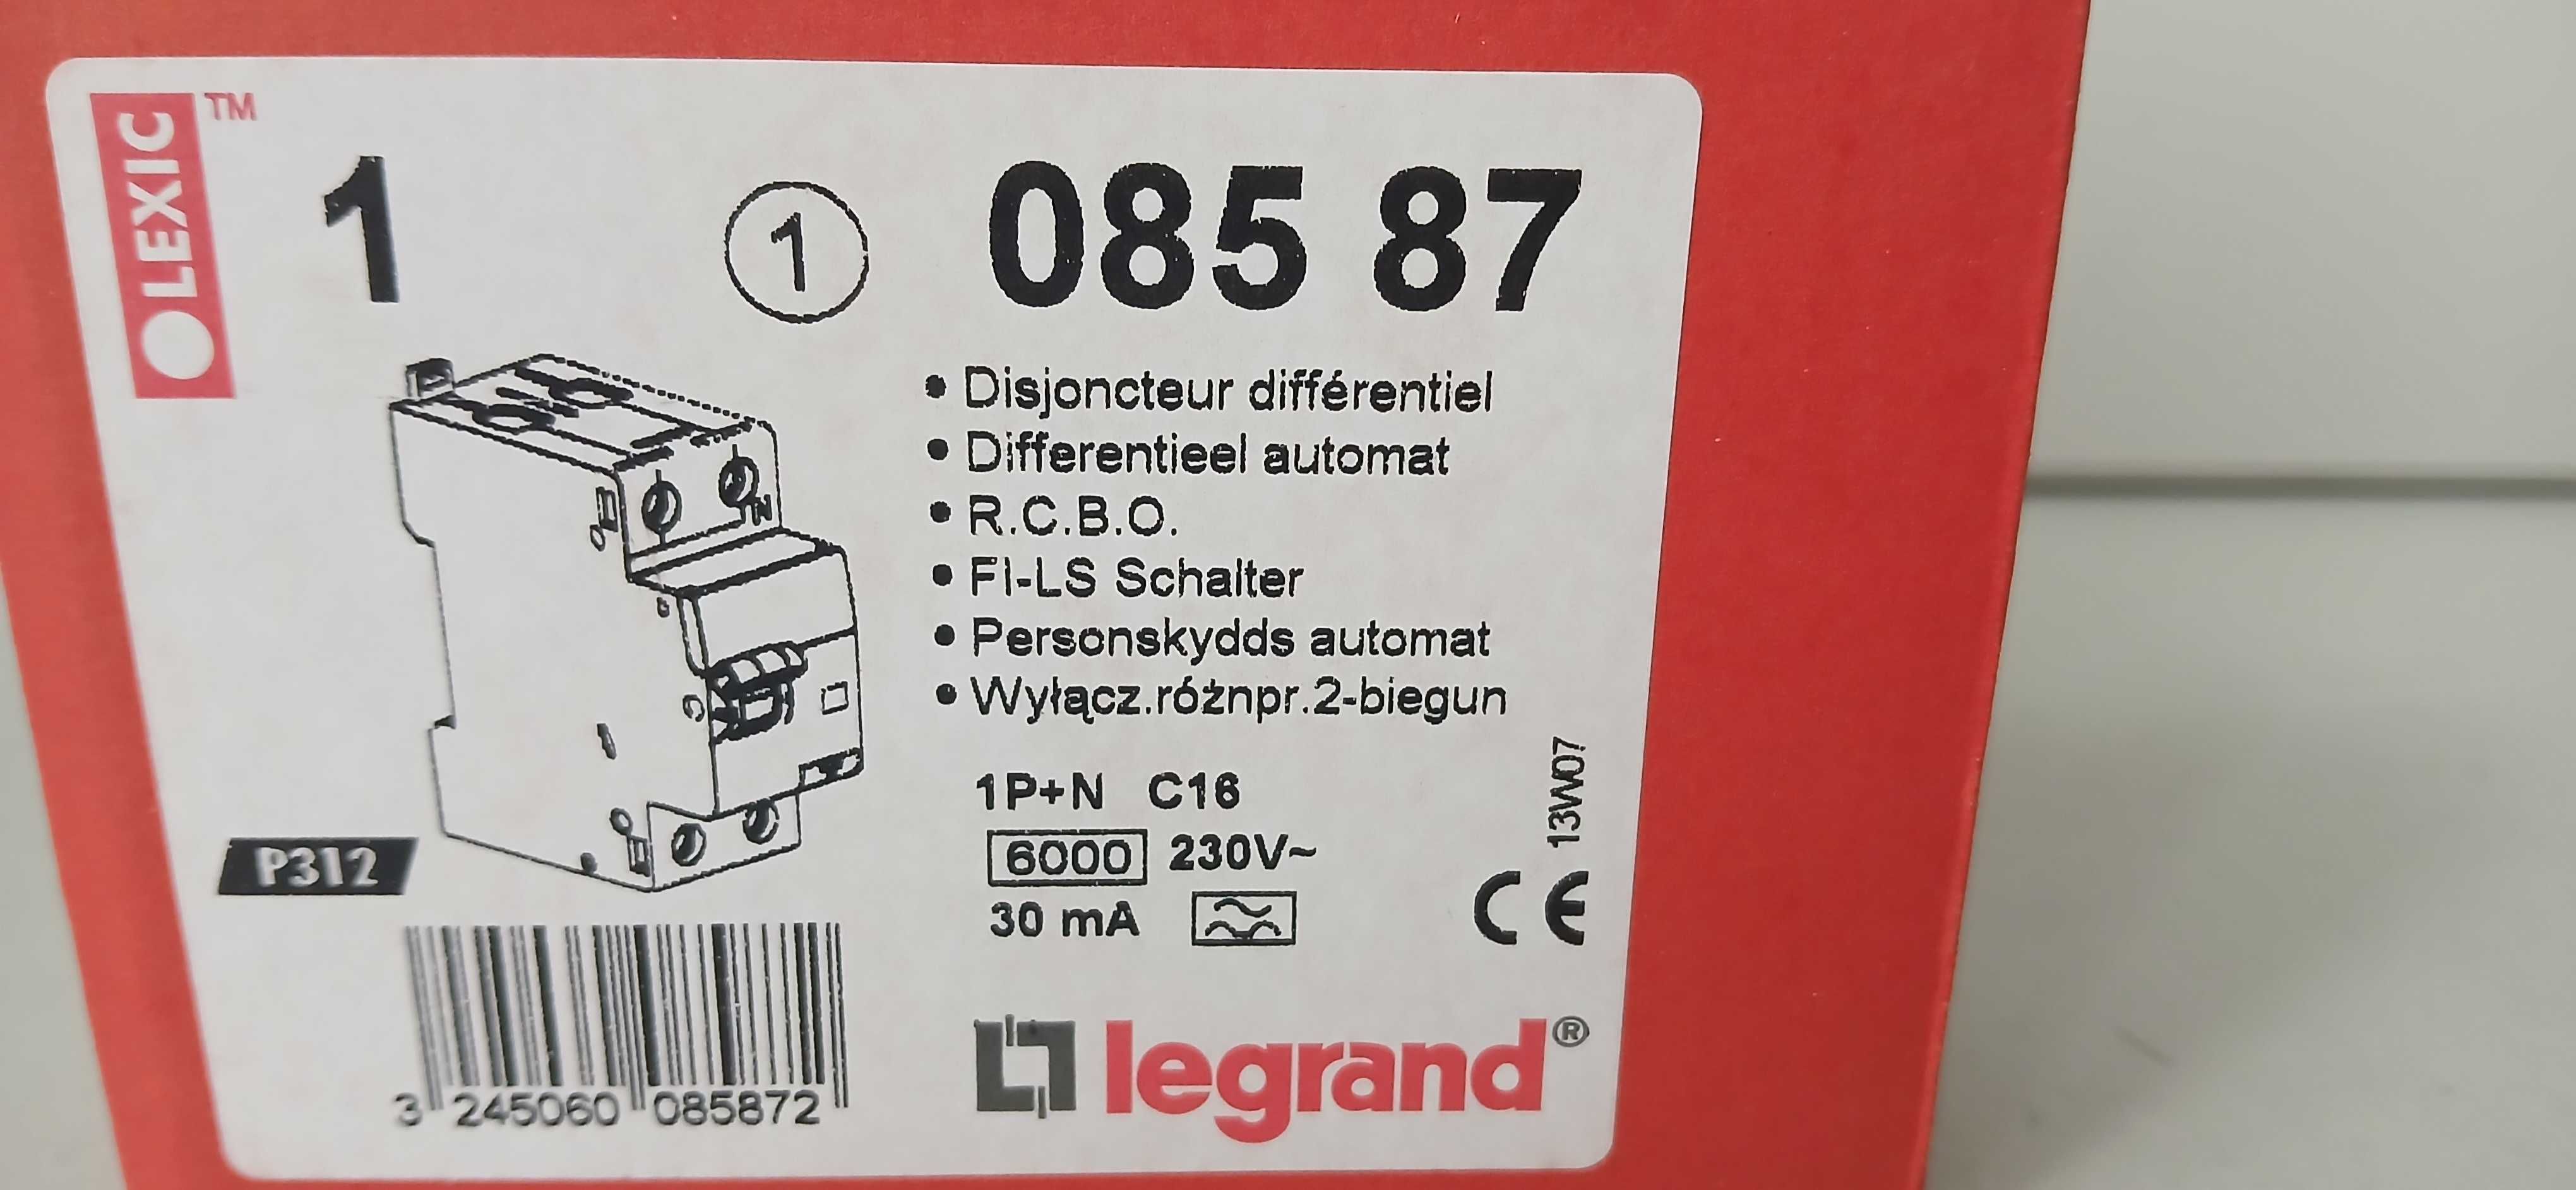 LEXIC™
1 1 085 87
• Disjoncteur différentiel
• Differentieel automat
• R.C.B.O.
• FI-LS Schalter
• Personskydds automat
• Wyłącz.różnpr.2-biegun
1P+N C16
6000 230V~
30 mA
13W07
CE
P312
N
3 245060 085872
legrand®